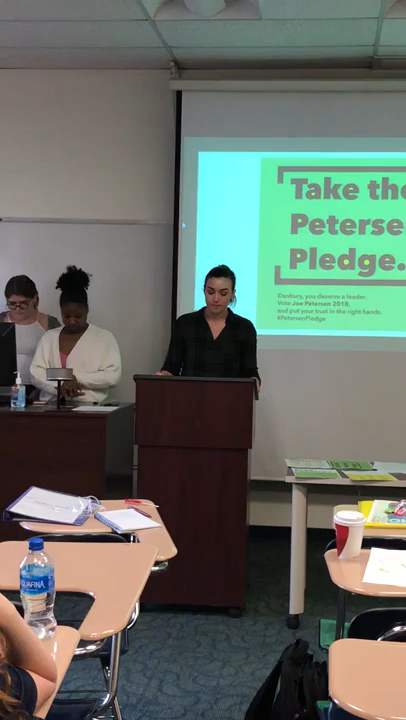 Take the
Peterse
Pledge.
Danbury, you deserve a leader.
Vote Joe Petersen 2018,
and put your trust in the right hands.
#PetersenPledge
AQUAFINA